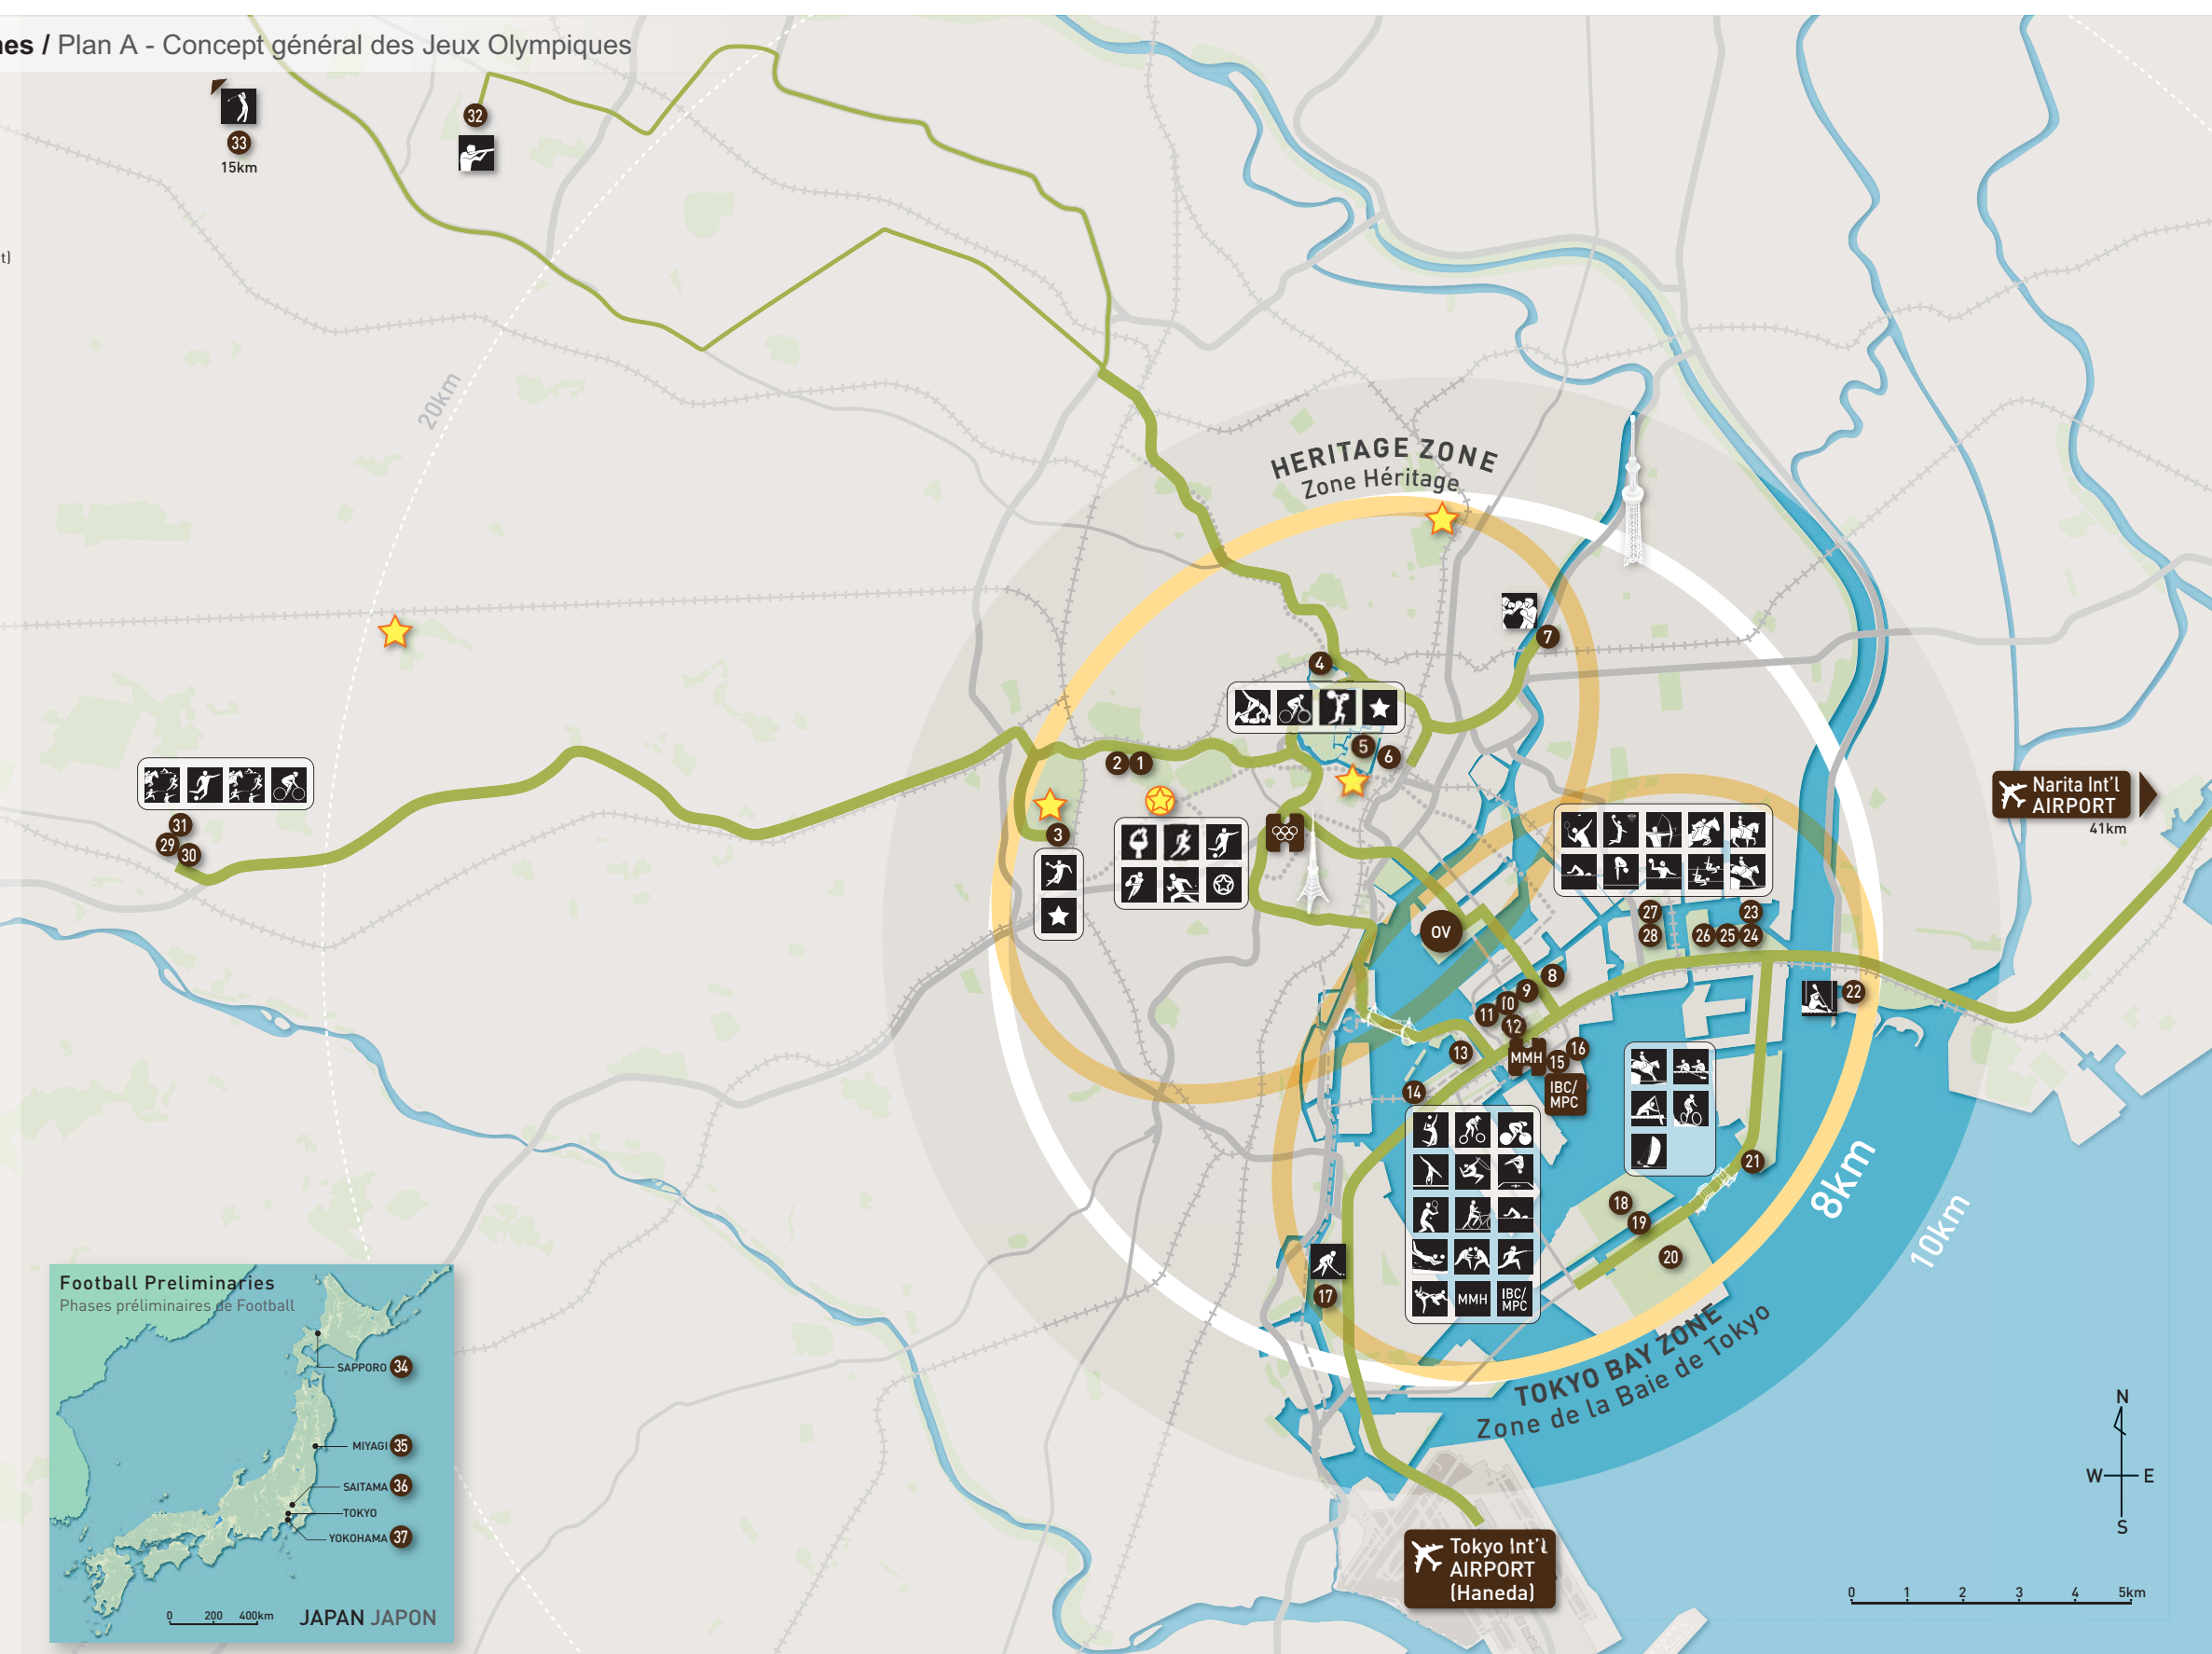 nes / Plan A - Concept général des Jeux Olympiques
33
15km
32
t)
20km
HERITAGE ZONE
Zone Héritage
7
4
5
6
2
1
3
31
29
30
Narita Int'l
AIRPORT
41km
OV
27
28
23
26
25
24
22
8
9
10
11
12
13
14
MMH
15
16
IBC/
MPC
MMH
IBC/
MPC
17
18
19
20
21
8km
10km
TOKYO BAY ZONE
Zone de la Baie de Tokyo
Football Preliminaries
Phases préliminaires de Football
SAPPORO 34
MIYAGI 35
SAITAMA 36
TOKYO
YOKOHAMA 37
0 200 400km
JAPAN JAPON
Tokyo Int'l
AIRPORT
(Haneda)
N
W E
S
0 1 2 3 4 5km